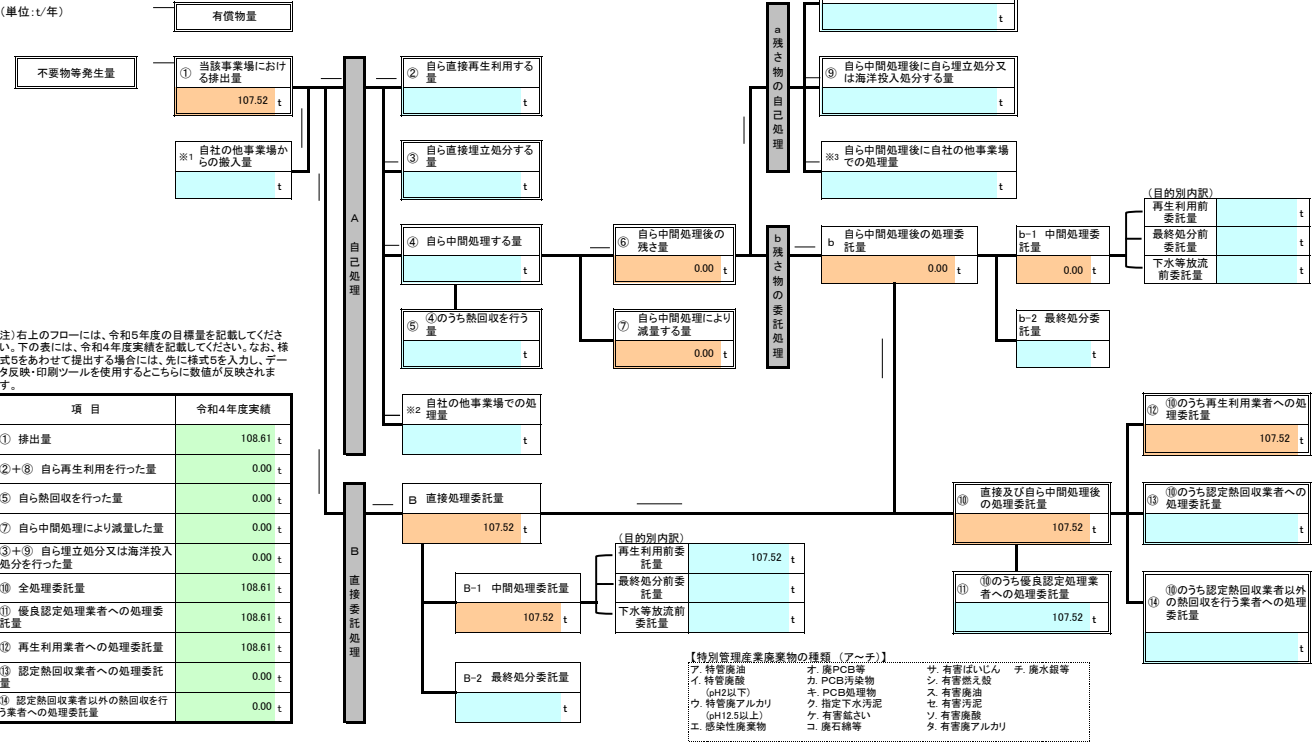 (単位:t/年)
有償物量
t
不要物等発生量
① 当該事業場におけ
る排出量
107.52 t
※1 自社の他事業場か
らの搬入量
t
A 自己処理
② 自ら直接再生利用する
量
t
③ 自ら直接埋立処分する
量
t
④ 自ら中間処理する量
t
⑤ ④のうち熱回収を行う
量
t
※2 自社の他事業場での処
理量
t
⑥ 自ら中間処理後の
残さ量
0.00 t
⑦ 自ら中間処理により
減量する量
0.00 t
a 残さ物の自己処理
⑨ 自ら中間処理後に自ら埋立処分又
は海洋投入処分する量
t
※3 自ら中間処理後に自社の他事業場
での処理量
t
b 残さ物の委託処理
b 自ら中間処理後の処理委
託量
0.00 t
b-1 中間処理委
託量
0.00 t
b-2 最終処分委
託量
t
(目的別内訳)
再生利用前
委託量
t
最終処分前
委託量
t
下水等放流
前委託量
t
注)右上のフローには、令和5年度の目標量を記載してくださ
い。下の表には、令和4年度実績を記載してください。なお、様
式5をあわせて提出する場合には、先に様式5を入力し、デー
タ反映・印刷ツールを使用するとこちらに数値が反映されま
す。
項 目 令和4年度実績
① 排出量 108.61 t
②+⑧ 自ら再生利用を行った量 0.00 t
⑤ 自ら熱回収を行った量 0.00 t
⑦ 自ら中間処理により減量した量 0.00 t
③+⑨ 自ら埋立処分又は海洋投入
処分を行った量 0.00 t
⑩ 全処理委託量 108.61 t
⑪ 優良認定処理業者への処理委
託量 108.61 t
⑫ 再生利用業者への処理委託量 108.61 t
⑬ 認定熱回収業者への処理委託
量 0.00 t
⑭ 認定熱回収業者以外の熱回収を行
う業者への処理委託量 0.00 t
B 直接委託処理
B 直接処理委託量
107.52 t
B-1 中間処理委託量
107.52 t
B-2 最終処分委託量
t
(目的別内訳)
再生利用前委
託量 107.52 t
最終処分前委
託量 t
下水等放流前
委託量 t
⑩ 直接及び自ら中間処理後
の処理委託量
107.52 t
⑪ ⑩のうち優良認定処理業
者への処理委託量
107.52 t
⑫ ⑩のうち再生利用業者への処
理委託量
107.52 t
⑬ ⑩のうち認定熱回収業者への
処理委託量
t
⑭ ⑩のうち認定熱回収業者以外
の熱回収を行う業者への処理
委託量
t
【特別管理産業廃棄物の種類 (ア~チ)】
ア. 特管廃油 オ. 廃PCB等 サ. 有害ばいじん チ. 廃水銀等
イ. 特管廃酸 カ. PCB汚染物 シ. 有害燃え殻
(pH2以下) キ. PCB処理物 ス. 有害廃油
ウ. 特管廃アルカリ ク. 指定下水汚泥 セ. 有害汚泥
(pH12.5以上) ケ. 有害鉱さい ソ. 有害廃酸
エ. 感染性廃棄物 コ. 廃石綿等 タ. 有害廃アルカリ